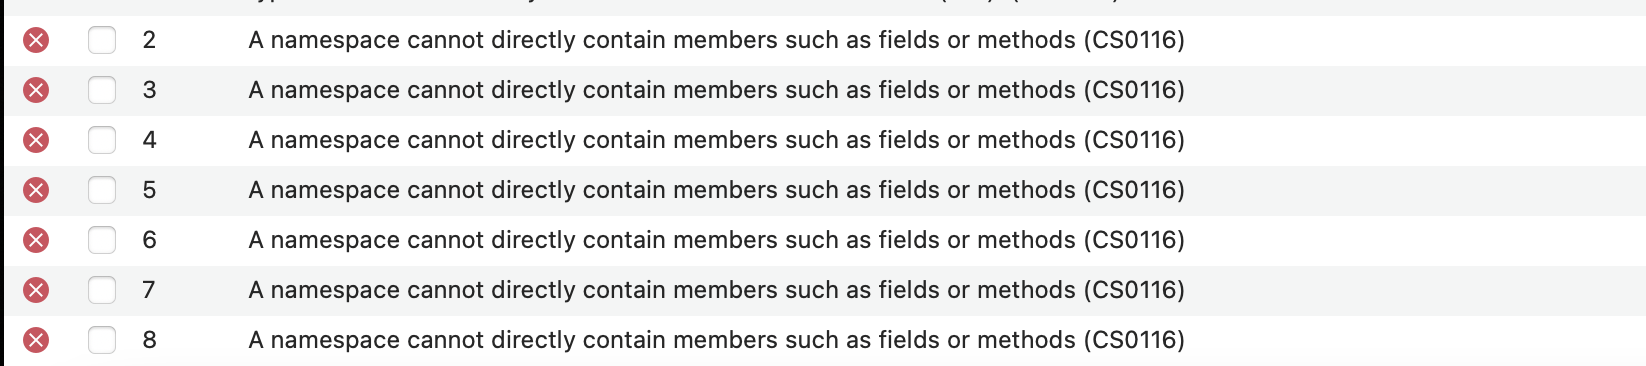 2 A namespace cannot directly contain members such as fields or methods (CS0116)
3 A namespace cannot directly contain members such as fields or methods (CS0116)
4 A namespace cannot directly contain members such as fields or methods (CS0116)
5 A namespace cannot directly contain members such as fields or methods (CS0116)
6 A namespace cannot directly contain members such as fields or methods (CS0116)
7 A namespace cannot directly contain members such as fields or methods (CS0116)
8 A namespace cannot directly contain members such as fields or methods (CS0116)